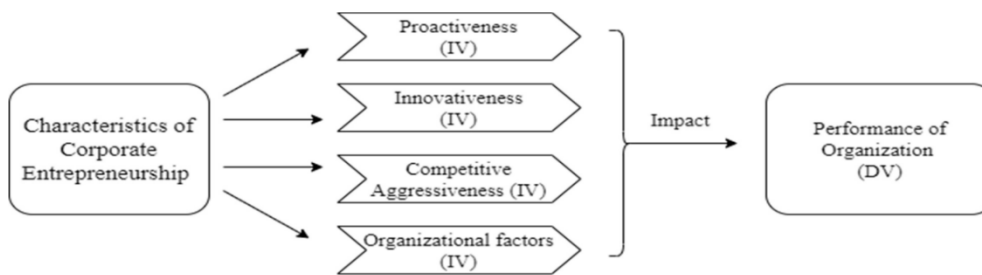 Characteristics of
Corporate
Entrepreneurship
Proactiveness
(IV)
Innovativeness
(IV)
Competitive
Aggressiveness (IV)
Organizational factors
(IV)
Impact
Performance of
Organization
(DV)